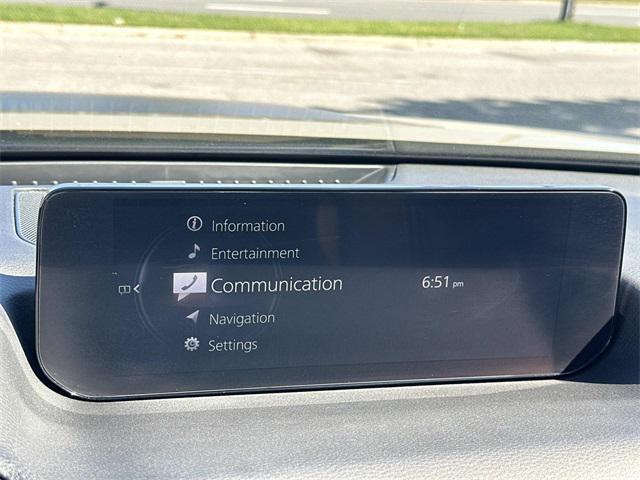 Information
Entertainment
Communication
6:51 pm
Navigation
Settings